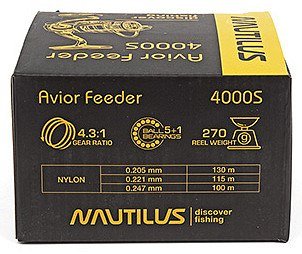 Avior Feeder
4000S
NAUTILUS
Avior Feeder 4000S
4.3:1
GEAR RATIO
BALL 5+1
BEARINGS
270
REEL WEIGHT g
NYLON
0.205 mm 130 m
0.221 mm 115 m
0.247 mm 100 m
NAUTILUS discover
fishing